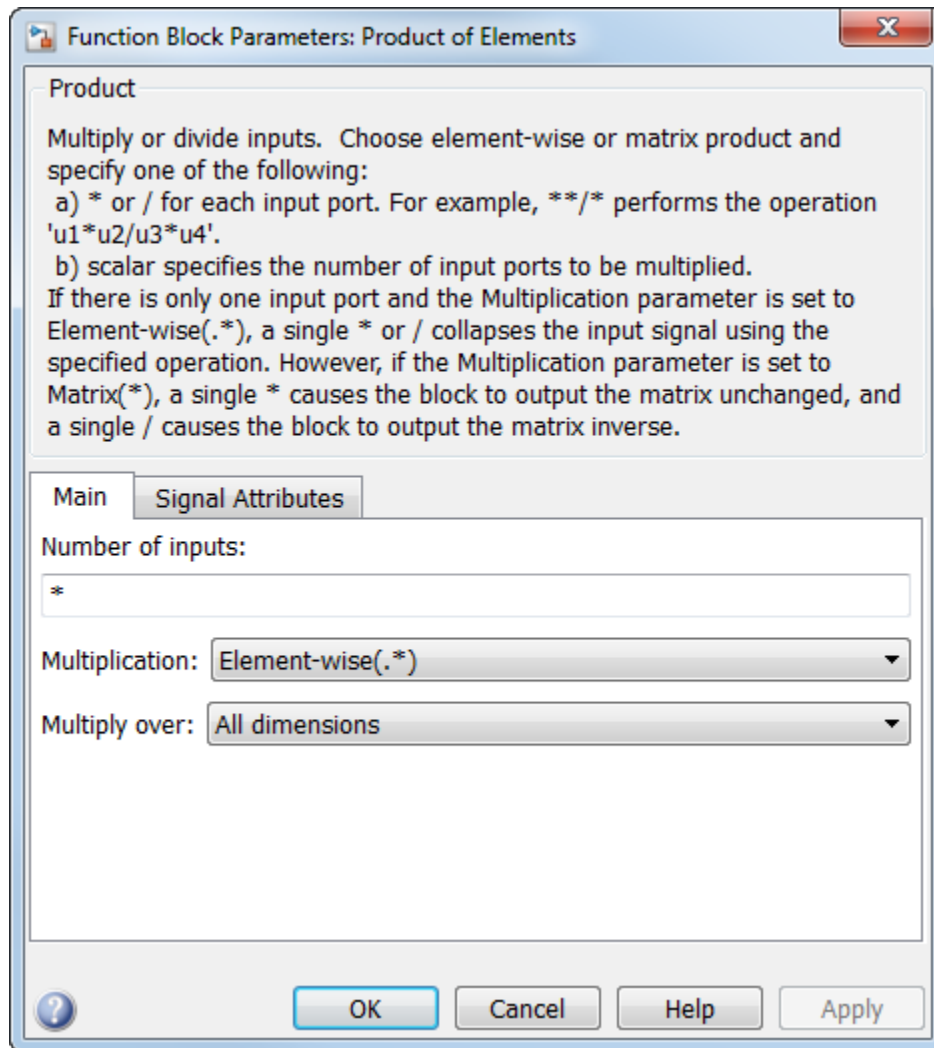 Function Block Parameters: Product of Elements
Product
Multiply or divide inputs.  Choose element-wise or matrix product and
specify one of the following:
a) * or / for each input port. For example, **/* performs the operation
'u1*u2/u3*u4'.
b) scalar specifies the number of input ports to be multiplied.
If there is only one input port and the Multiplication parameter is set to
Element-wise(.*), a single * or / collapses the input signal using the
specified operation. However, if the Multiplication parameter is set to
Matrix(*), a single * causes the block to output the matrix unchanged, and
a single / causes the block to output the matrix inverse.
Main Signal Attributes
Number of inputs:
*
Multiplication: Element-wise(.*)
Multiply over: All dimensions
? OK Cancel Help Apply